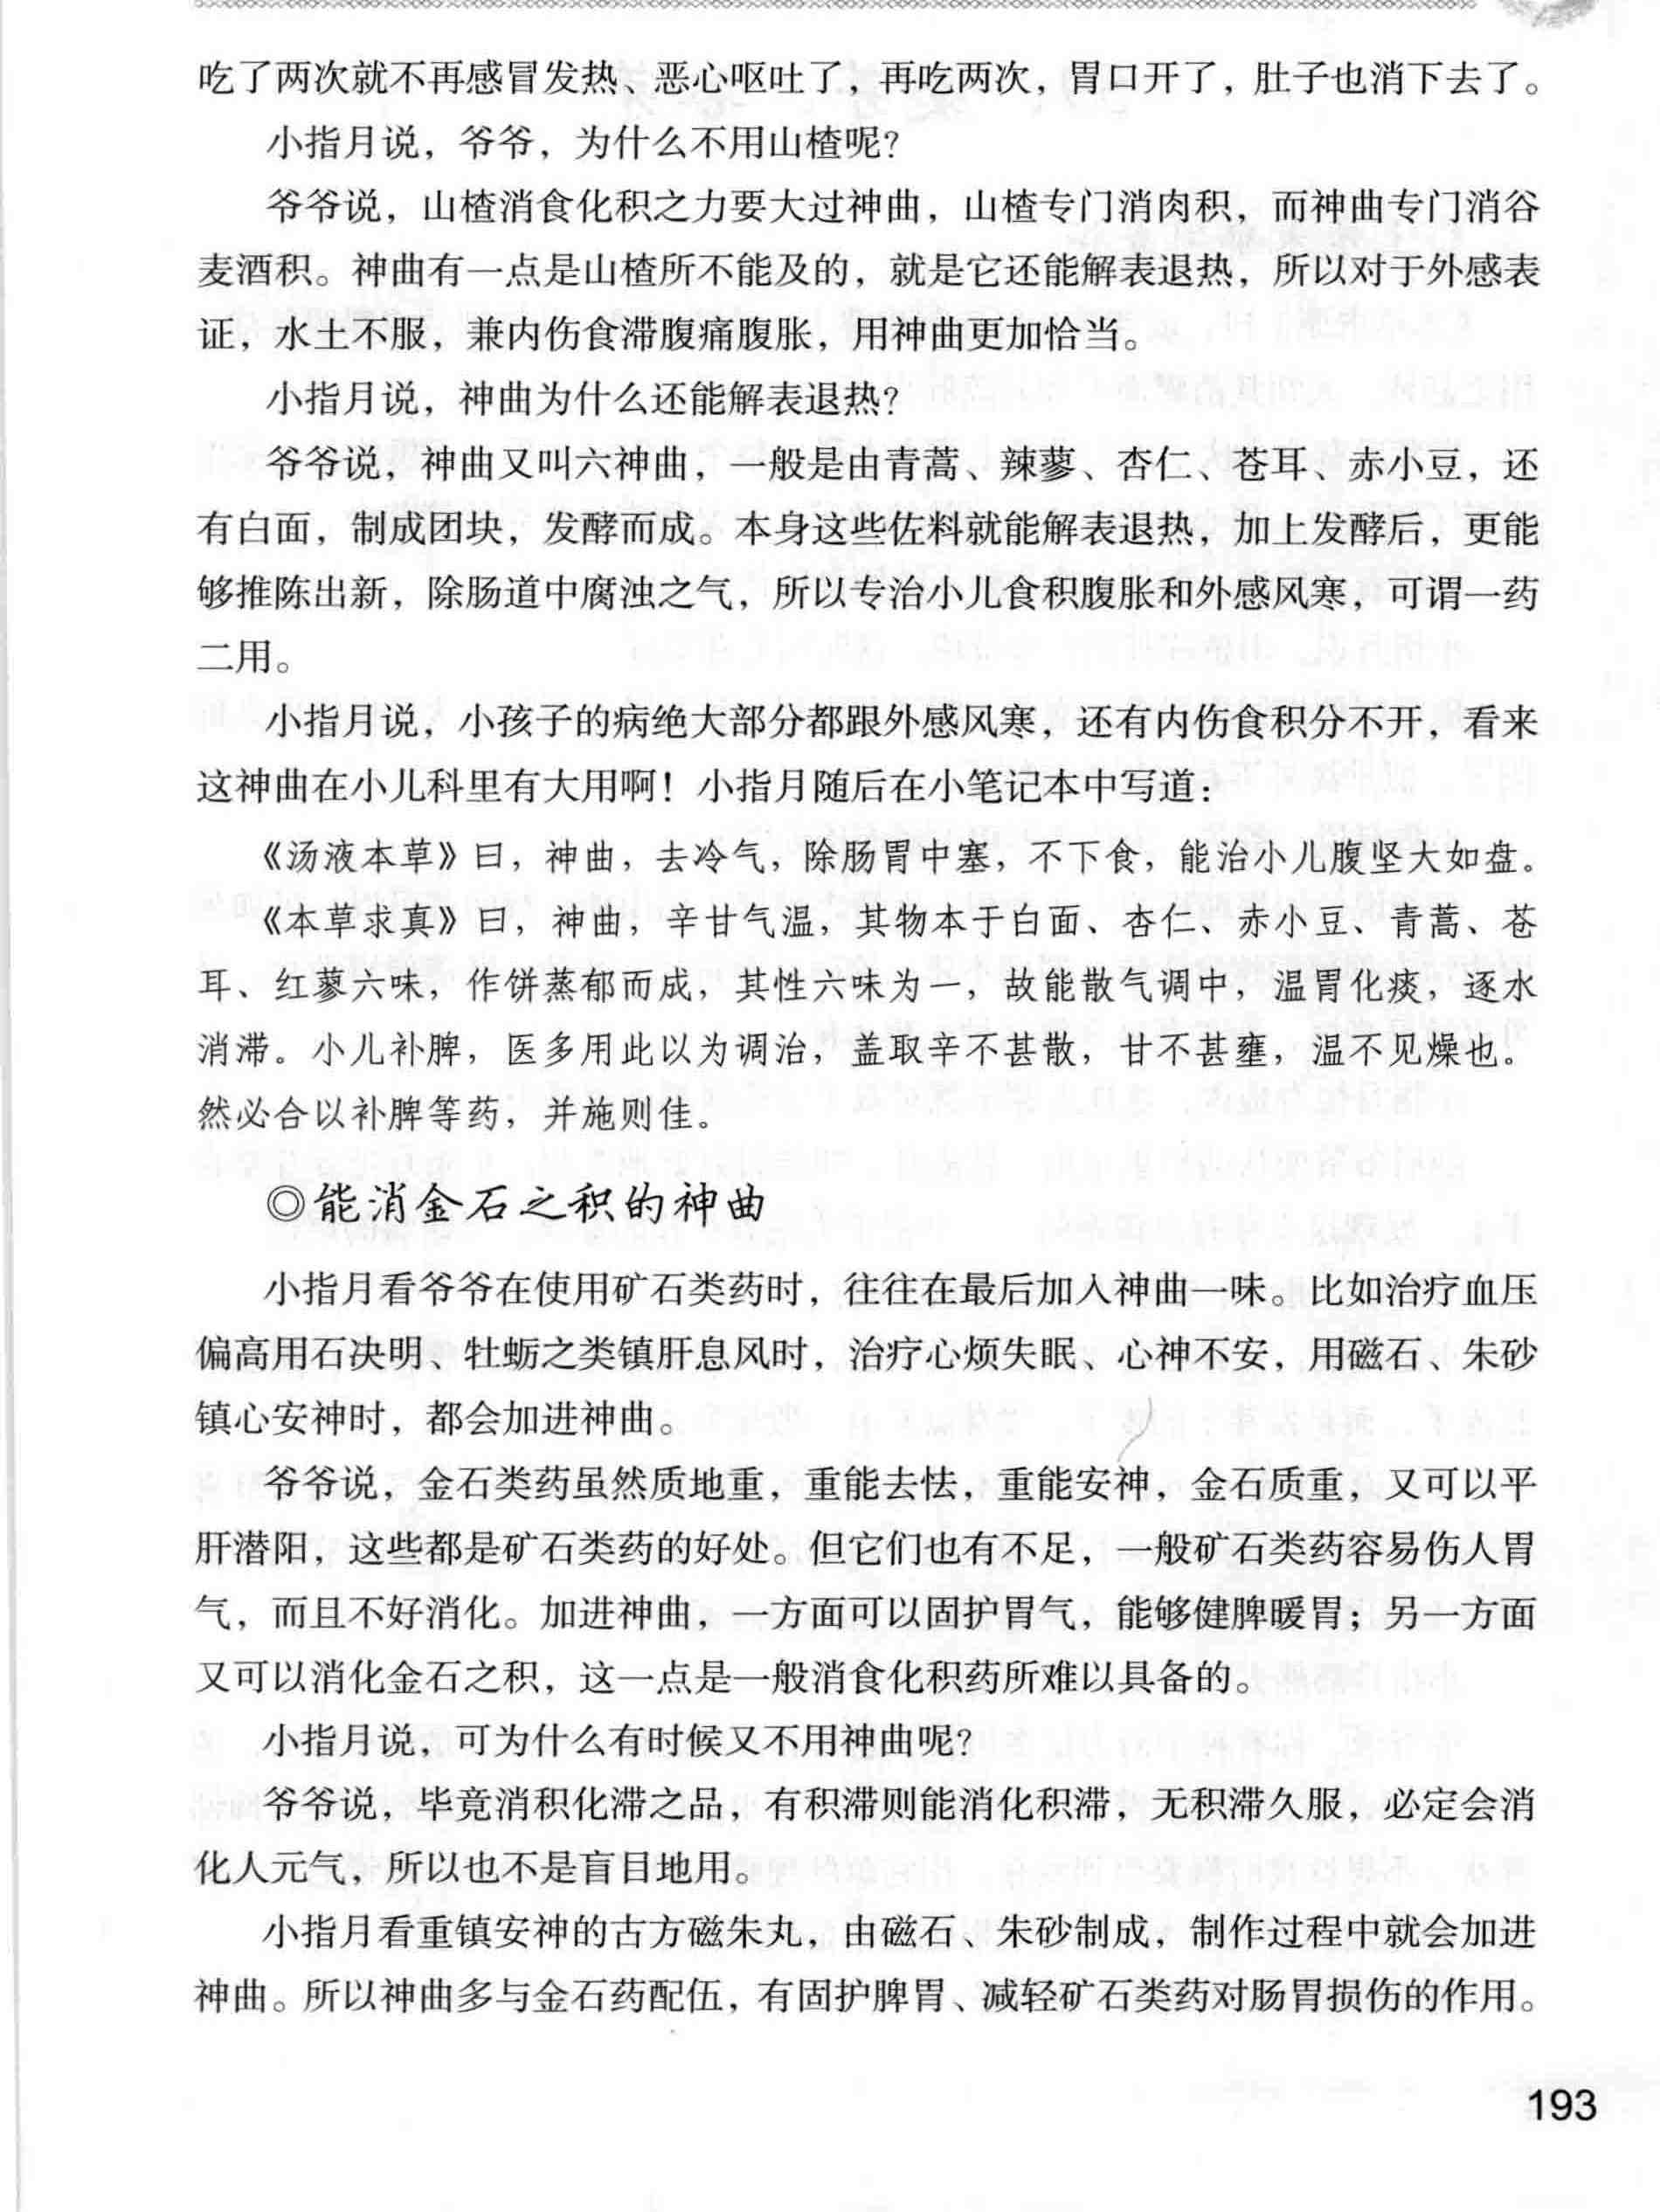 吃了两次就不再感冒发热、恶心呕吐了，再吃两次，胃口开了，肚子也消下去了。
小指月说，爷爷，为什么不用山楂呢？
爷爷说，山楂消食化积之力要大过神曲，山楂专门消肉积，而神曲专门消谷
麦酒积。神曲有一点是山楂所不能及的，就是它还能解表退热，所以对于外感表
证，水土不服，兼内伤食滞腹痛腹胀，用神曲更加恰当。
小指月说，神曲为什么还能解表退热？
爷爷说，神曲又叫六神曲，一般是由青蒿、辣蓼、杏仁、苍耳、赤小豆，还
有白面，制成团块，发酵而成。本身这些佐料就能解表退热，加上发酵后，更能
够推陈出新，除肠道中腐浊之气，所以专治小儿食积腹胀和外感风寒，可谓一药
二用。
小指月说，小孩子的病绝大部分都跟外感风寒，还有内伤食积分不开，看来
这神曲在小儿科里有大用啊！小指月随后在小笔记本中写道：
《汤液本草》曰，神曲，去冷气，除肠胃中塞，不下食，能治小儿腹坚大如盘。
《本草求真》曰，神曲，辛甘气温，其物本于白面、杏仁、赤小豆、青蒿、苍
耳、红蓼六味，作饼蒸郁而成，其性六味为一，故能散气调中，温胃化痰，逐水
消滞。小儿补脾，医多用此以为调治，盖取辛不甚散，甘不甚壅，温不见燥也。
然必合以补脾等药，并施则佳。
◎能消金石之积的神曲
小指月看爷爷在使用矿石类药时，往往在最后加入神曲一味。比如治疗血压
偏高用石决明、牡蛎之类镇肝息风时，治疗心烦失眠、心神不安，用磁石、朱砂
镇心安神时，都会加进神曲。
爷爷说，金石类药虽然质地重，重能去怯，重能安神，金石质重，又可以平
肝潜阳，这些都是矿石类药的好处。但它们也有不足，一般矿石类药容易伤人胃
气，而且不好消化。加进神曲，一方面可以固护胃气，能够健脾暖胃；另一方面
又可以消化金石之积，这一点是一般消食化积药所难以具备的。
小指月说，可为什么有时候又不用神曲呢？
爷爷说，毕竟消积化滞之品，有积滞则能消化积滞，无积滞久服，必定会消
化人元气，所以也不是盲目地用。
小指月看重镇安神的古方磁朱丸，由磁石、朱砂制成，制作过程中就会加进
神曲。所以神曲多与金石药配伍，有固护脾胃、减轻矿石类药对肠胃损伤的作用。
193